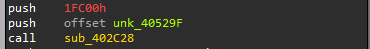 push 1FC00h
push offset unk_40529F
call sub_402C28